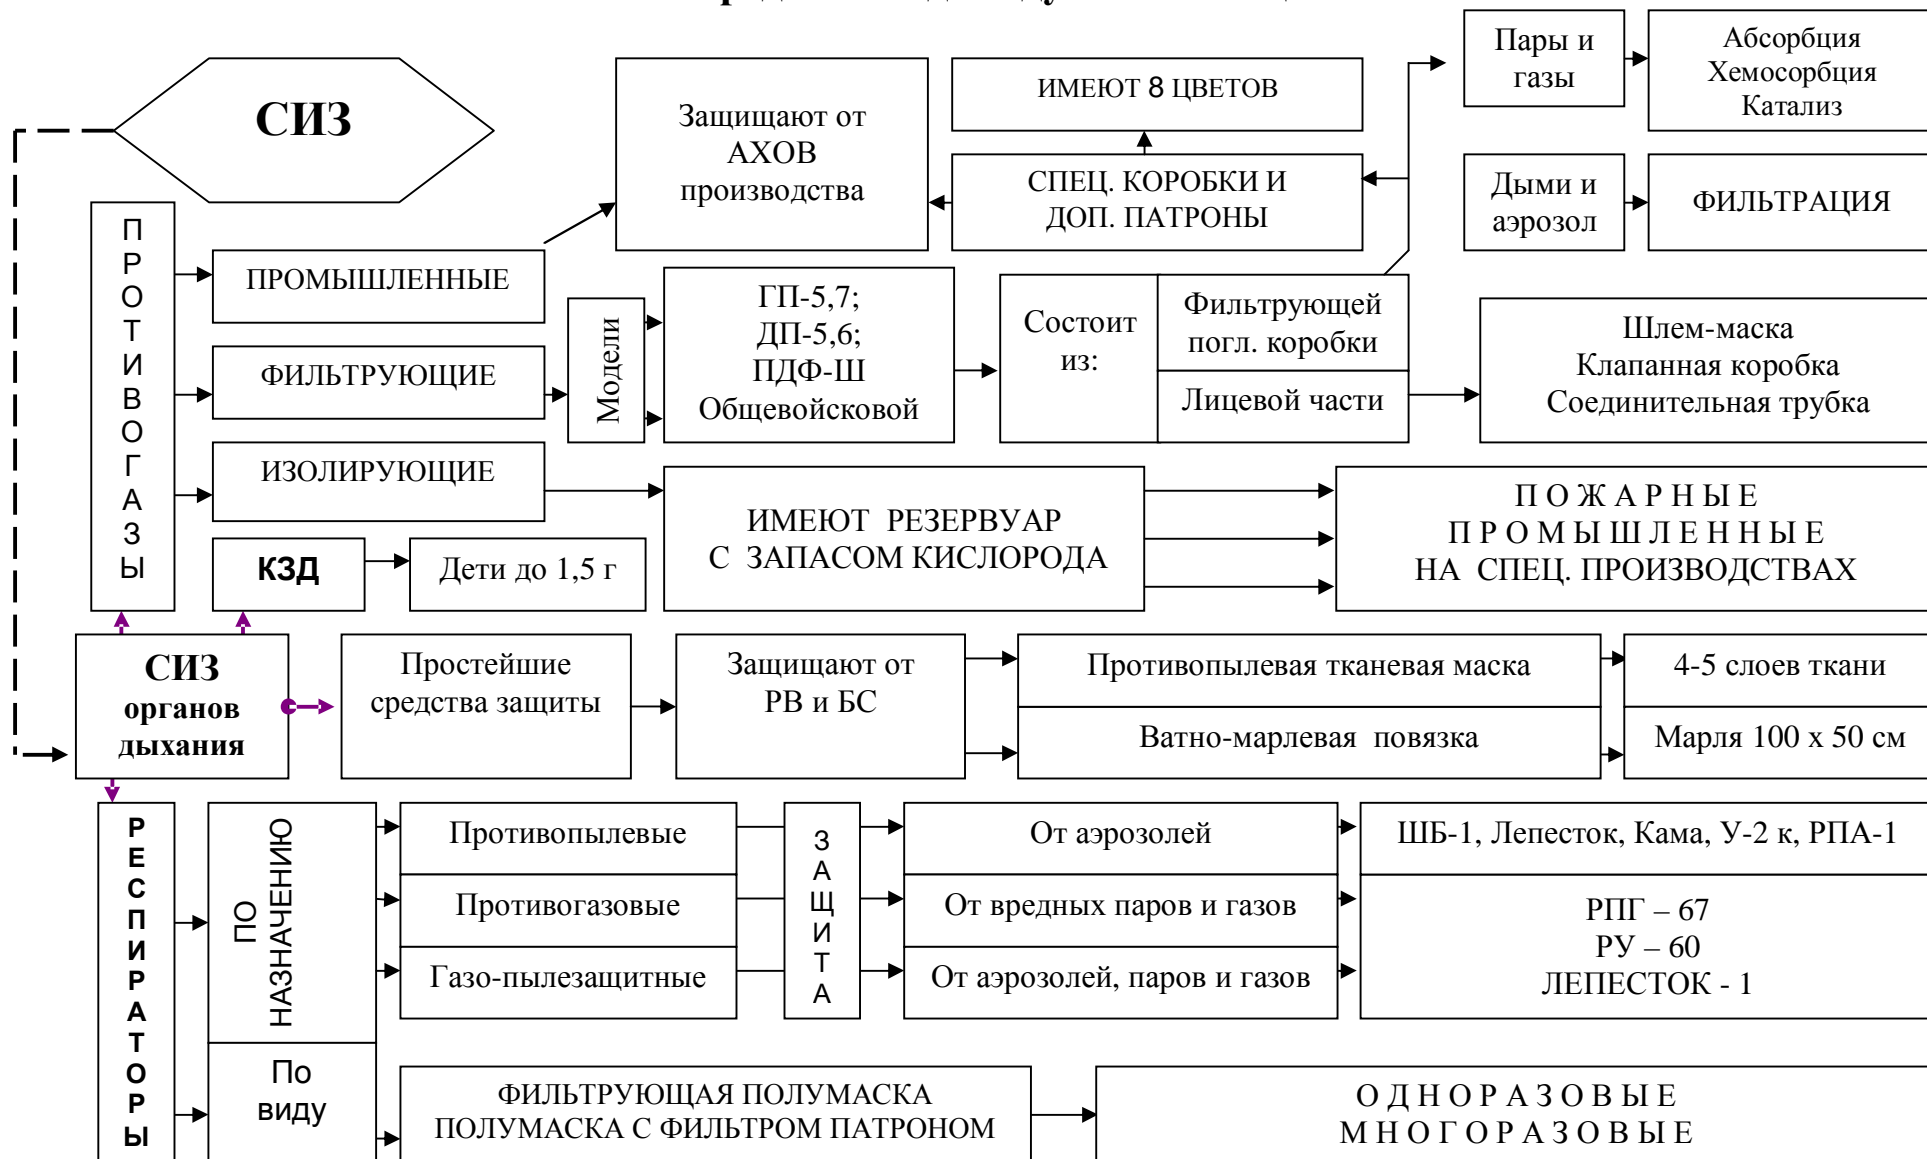 СИЗ
Защищают от
АХОВ
производства
ИМЕЮТ 8 ЦВЕТОВ
СПЕЦ. КОРОБКИ И
ДОП. ПАТРОНЫ
Пары и
газы
Абсорбция
Хемосорбция
Катализ
Дыми и
аэрозол
ФИЛЬТРАЦИЯ
ПРОТИВОГАЗЫ
ПРОМЫШЛЕННЫЕ
ФИЛЬТРУЮЩИЕ
ИЗОЛИРУЮЩИЕ
Модели
ГП-5,7;
ДП-5,6;
ПДФ-Ш
Общевойсковой
Состоит
из:
Фильтрующей
погл. коробки
Лицевой части
Шлем-маска
Клапанная коробка
Соединительная трубка
ИМЕЮТ РЕЗЕРВУАР
С ЗАПАСОМ КИСЛОРОДА
П О Ж А Р Н Ы Е
П Р О М Ы Ш Л Е Н Н Ы Е
НА СПЕЦ. ПРОИЗВОДСТВАХ
КЗД
Дети до 1,5 г
СИЗ
органов
дыхания
Простейшие
средства защиты
Защищают от
РВ и БС
Противопылевая тканевая маска
4-5 слоев ткани
Ватно-марлевая повязка
Марля 100 х 50 см
РЕСПИРАТОРЫ
ПО
НАЗНАЧЕНИЮ
Противопылевые
Противогазовые
Газо-пылезащитные
ЗАЩИТА
От аэрозолей
От вредных паров и газов
От аэрозолей, паров и газов
ШБ-1, Лепесток, Кама, У-2 к, РПА-1
РПГ – 67
РУ – 60
ЛЕПЕСТОК - 1
По
виду
ФИЛЬТРУЮЩАЯ ПОЛУМАСКА
ПОЛУМАСКА С ФИЛЬТРОМ ПАТРОНОМ
О Д Н О Р А З О В Ы Е
М Н О Г О Р А З О В Ы Е